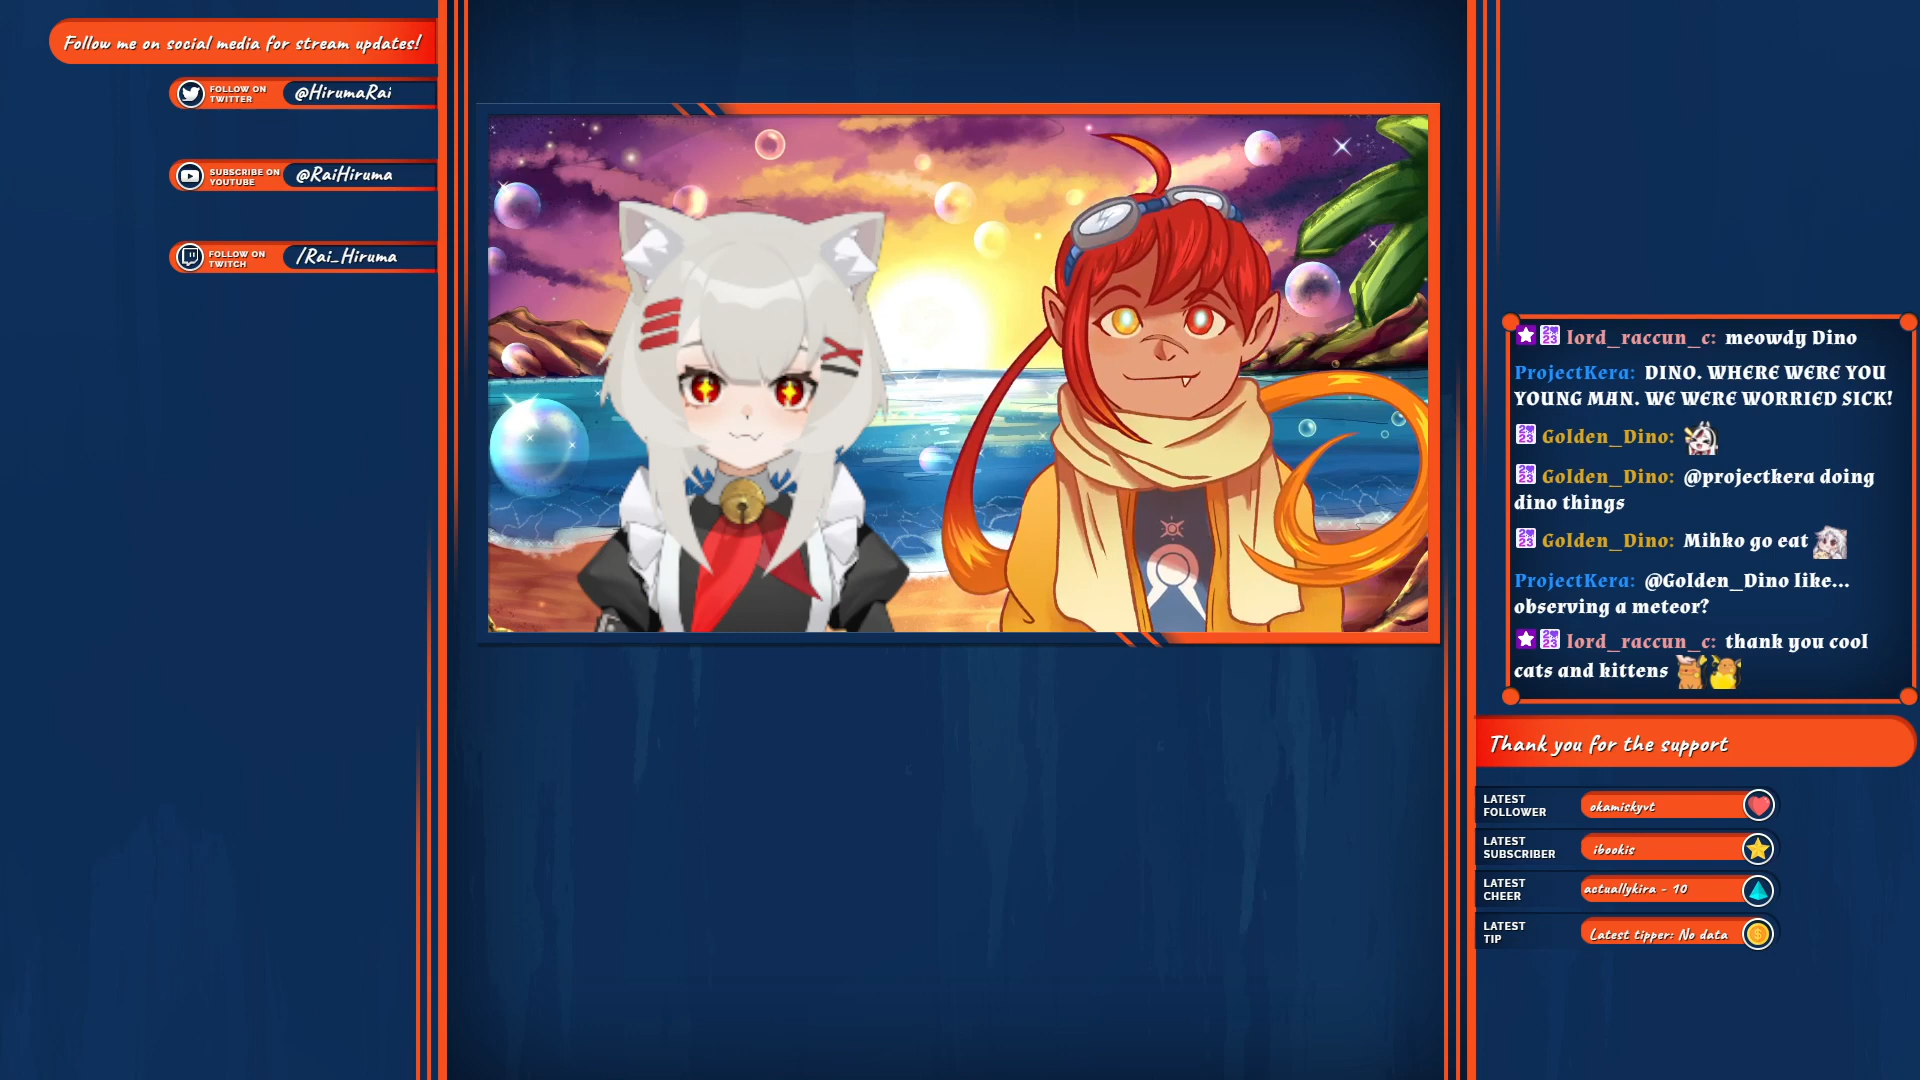 Follow me on social media for stream updates!
FOLLOW ON
TWITTER
@HirumaRai
SUBSCRIBE ON
YOUTUBE
@RaiHiruma
FOLLOW ON
TWITCH
/Rai_Hiruma
lord_raccun_c: meowdy Dino
ProjectKera: DINO. WHERE WERE YOU
YOUNG MAN. WE WERE WORRIED SICK!
Golden_Dino:
Golden_Dino: @projectkera doing
dino things
Golden_Dino: Mihko go eat
ProjectKera: @Golden_Dino like...
observing a meteor?
lord_raccun_c: thank you cool
cats and kittens
Thank you for the support
LATEST
FOLLOWER
okamiskyvt
LATEST
SUBSCRIBER
ibookis
LATEST
CHEER
actuallykira - 10
LATEST
TIP
Latest tipper: No data